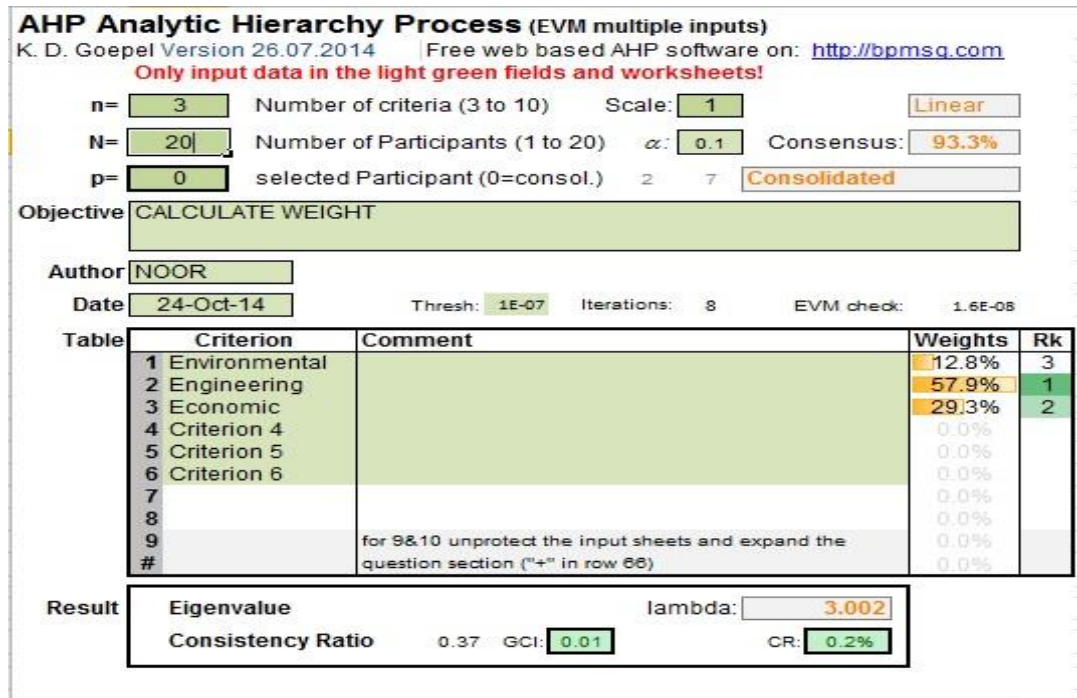 AHP Analytic Hierarchy Process (EVM multiple inputs)
K. D. Goepel Version 26.07.2014 Free web based AHP software on: http://bpmsg.com
Only input data in the light green fields and worksheets!
n= 3 Number of criteria (3 to 10) Scale: 1 Linear
N= 20 Number of Participants (1 to 20) α: 0.1 Consensus: 93.3%
p= 0 selected Participant (0=consol.) 2 7 Consolidated
Objective CALCULATE WEIGHT
Author NOOR
Date 24-Oct-14 Thresh: 1E-07 Iterations: 8 EVM check: 1.6E-08
Table Criterion Comment Weights Rk
1 Environmental 12.8% 3
2 Engineering 57.9% 1
3 Economic 29.3% 2
4 Criterion 4 0.0%
5 Criterion 5 0.0%
6 Criterion 6 0.0%
7 0.0%
8 0.0%
9 for 9&10 unprotect the input sheets and expand the 0.0%
# question section ("+" in row 66) 0.0%
Result Eigenvalue lambda: 3.002
Consistency Ratio 0.37 GCI: 0.01 CR: 0.2%